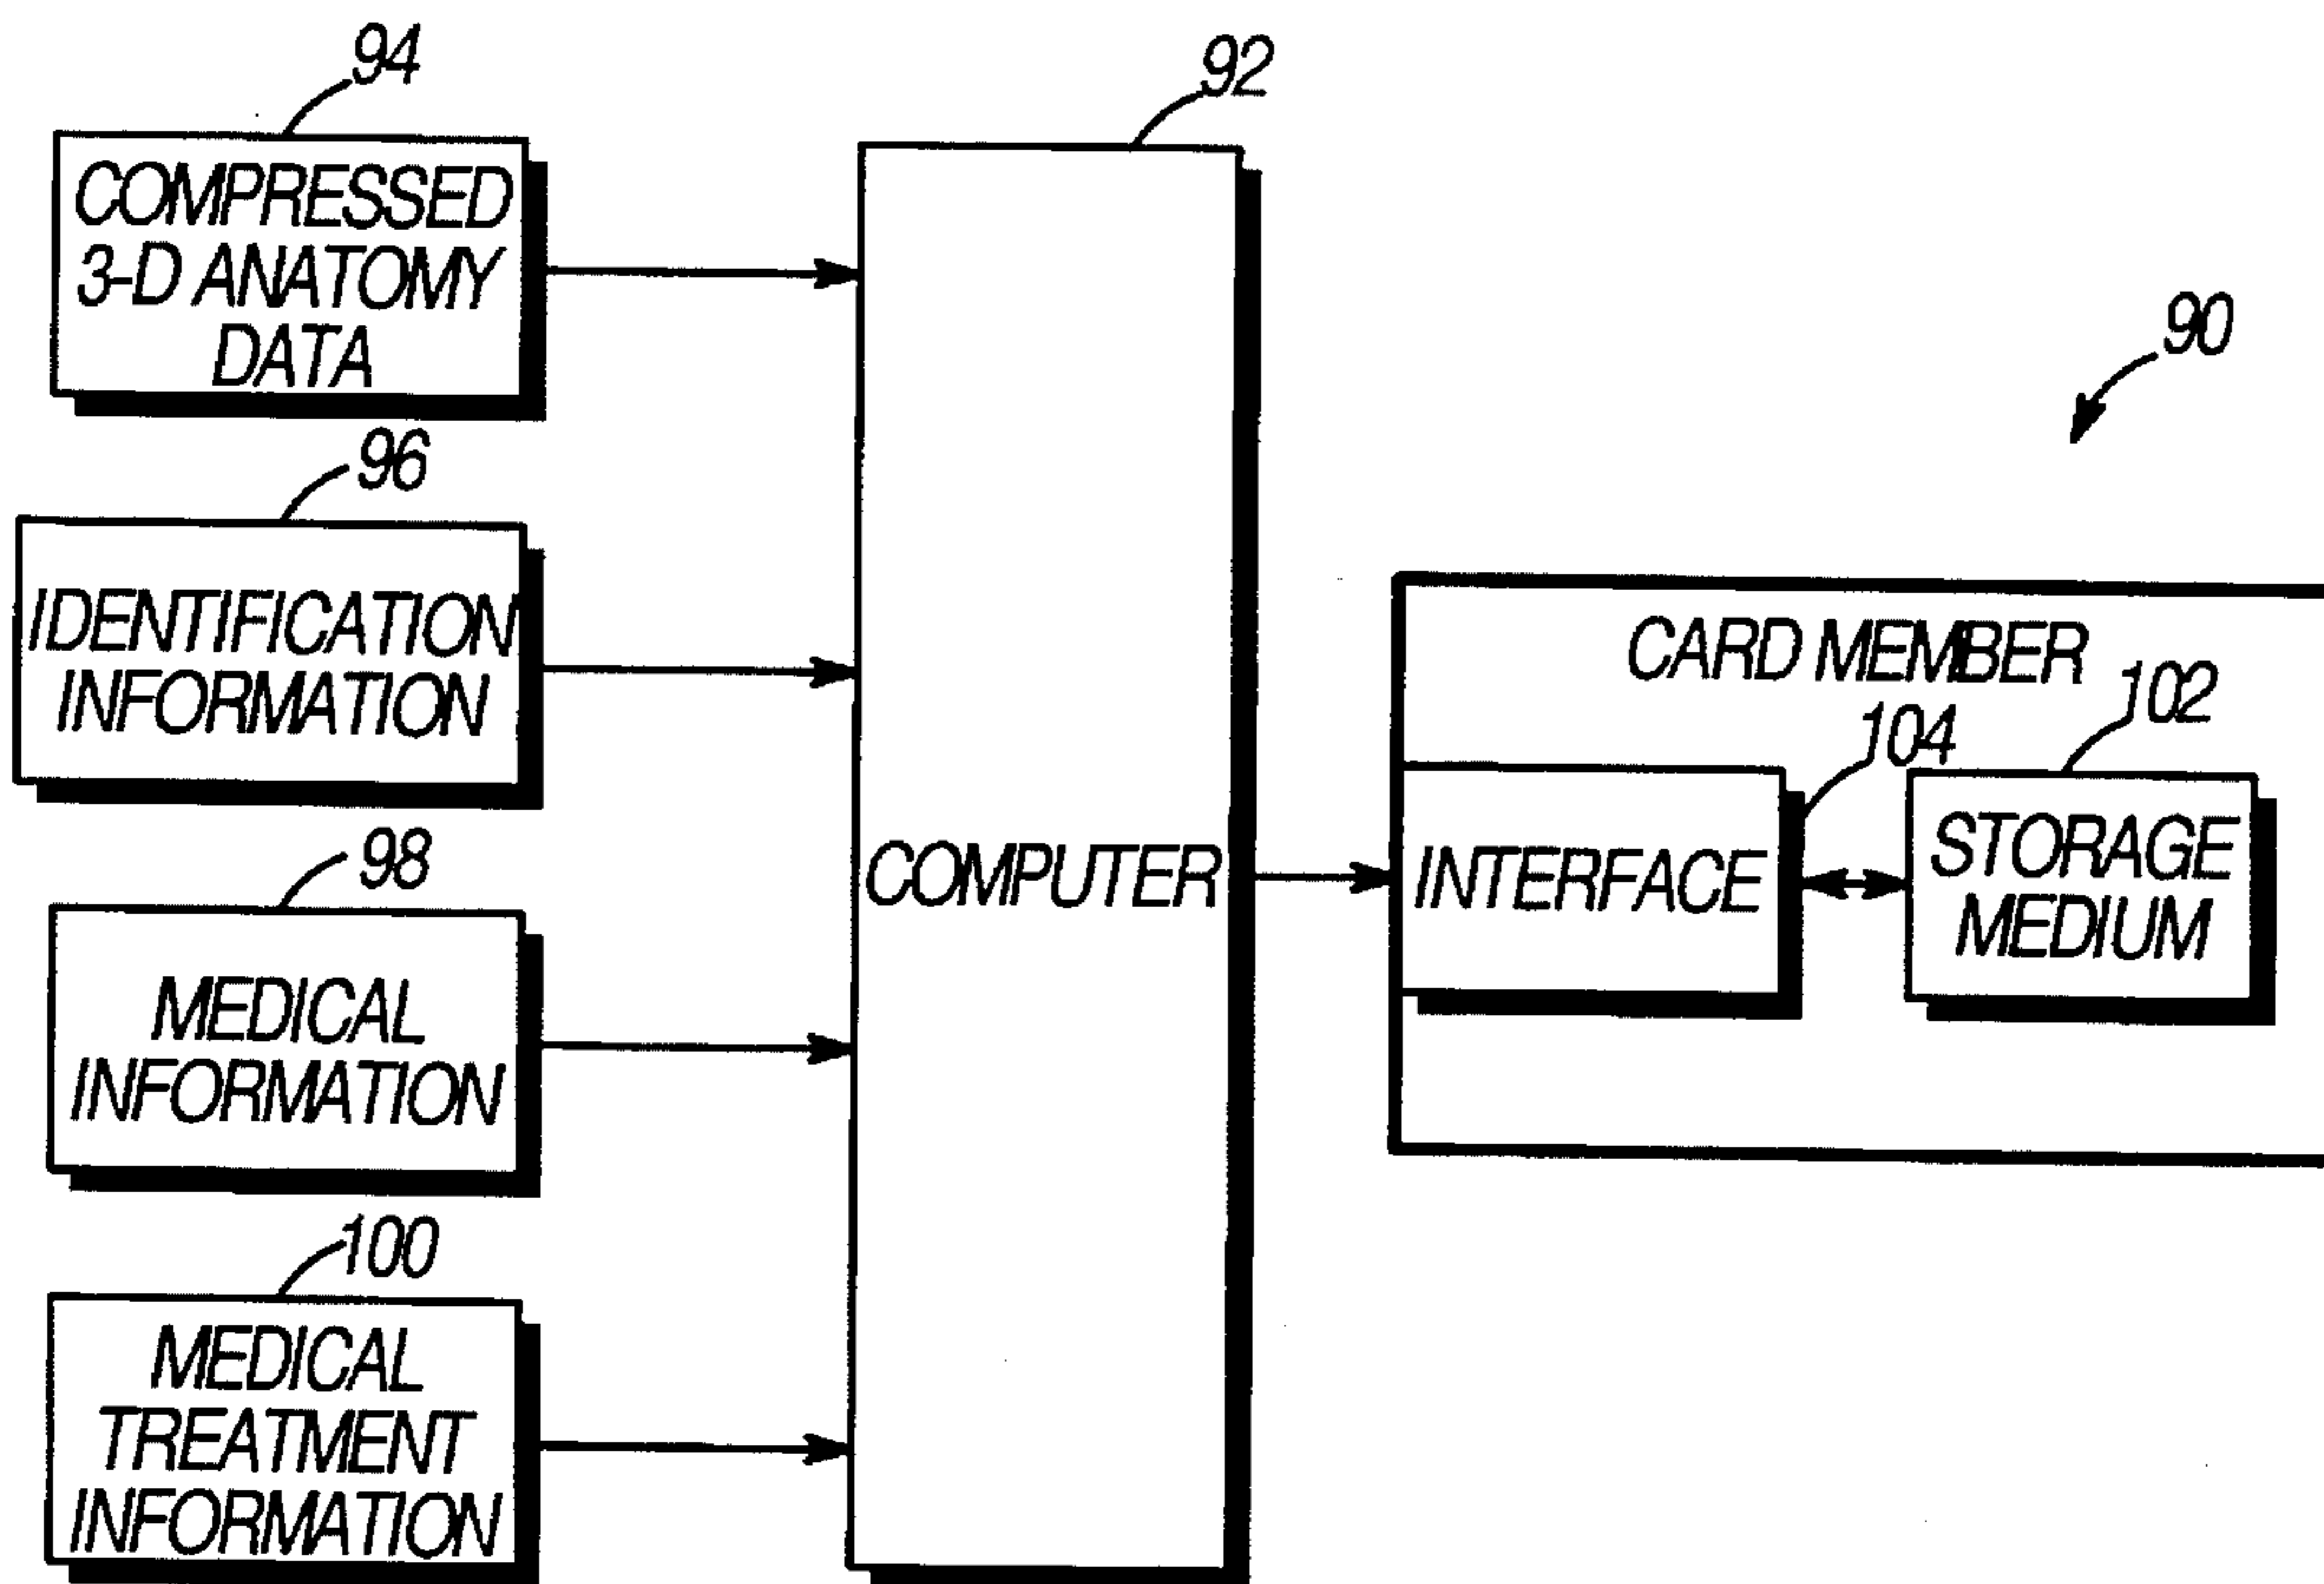 94
COMPRESSED
3-D ANATOMY
DATA
96
IDENTIFICATION
INFORMATION
98
MEDICAL
INFORMATION
100
MEDICAL
TREATMENT
INFORMATION
92
COMPUTER
90
CARD MEMBER
104
INTERFACE
102
STORAGE
MEDIUM